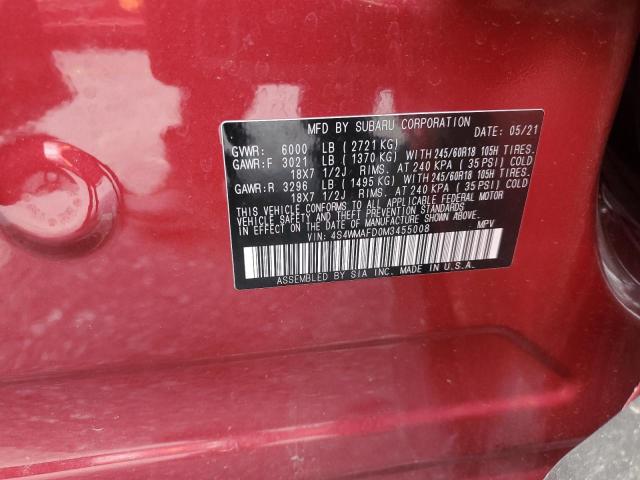 MFD BY SUBARU CORPORATION DATE: 05/21
GVWR: 6000 LB ( 2721 KG)
GAWR: F 3021 LB ( 1370 KG) WITH 245/60R18 105H TIRES.
18X7 1/2J RIMS. AT 240 KPA ( 35 PSI) COLD
GAWR: R 3296 LB ( 1495 KG) WITH 245/60R18 105H TIRES.
18X7 1/2J RIMS. AT 240 KPA ( 35 PSI) COLD
THIS VEHICLE CONFORMS TO ALL APPLICABLE FEDERAL MOTOR
VEHICLE SAFETY AND THEFT PREVENTION STANDARDS
IN EFFECT ON THE DATE OF MANUFACTURE SHOWN ABOVE.
VIN: 4S4WMAFD0M3455008 MPV
ASSEMBLED BY SIA INC. MADE IN U.S.A.